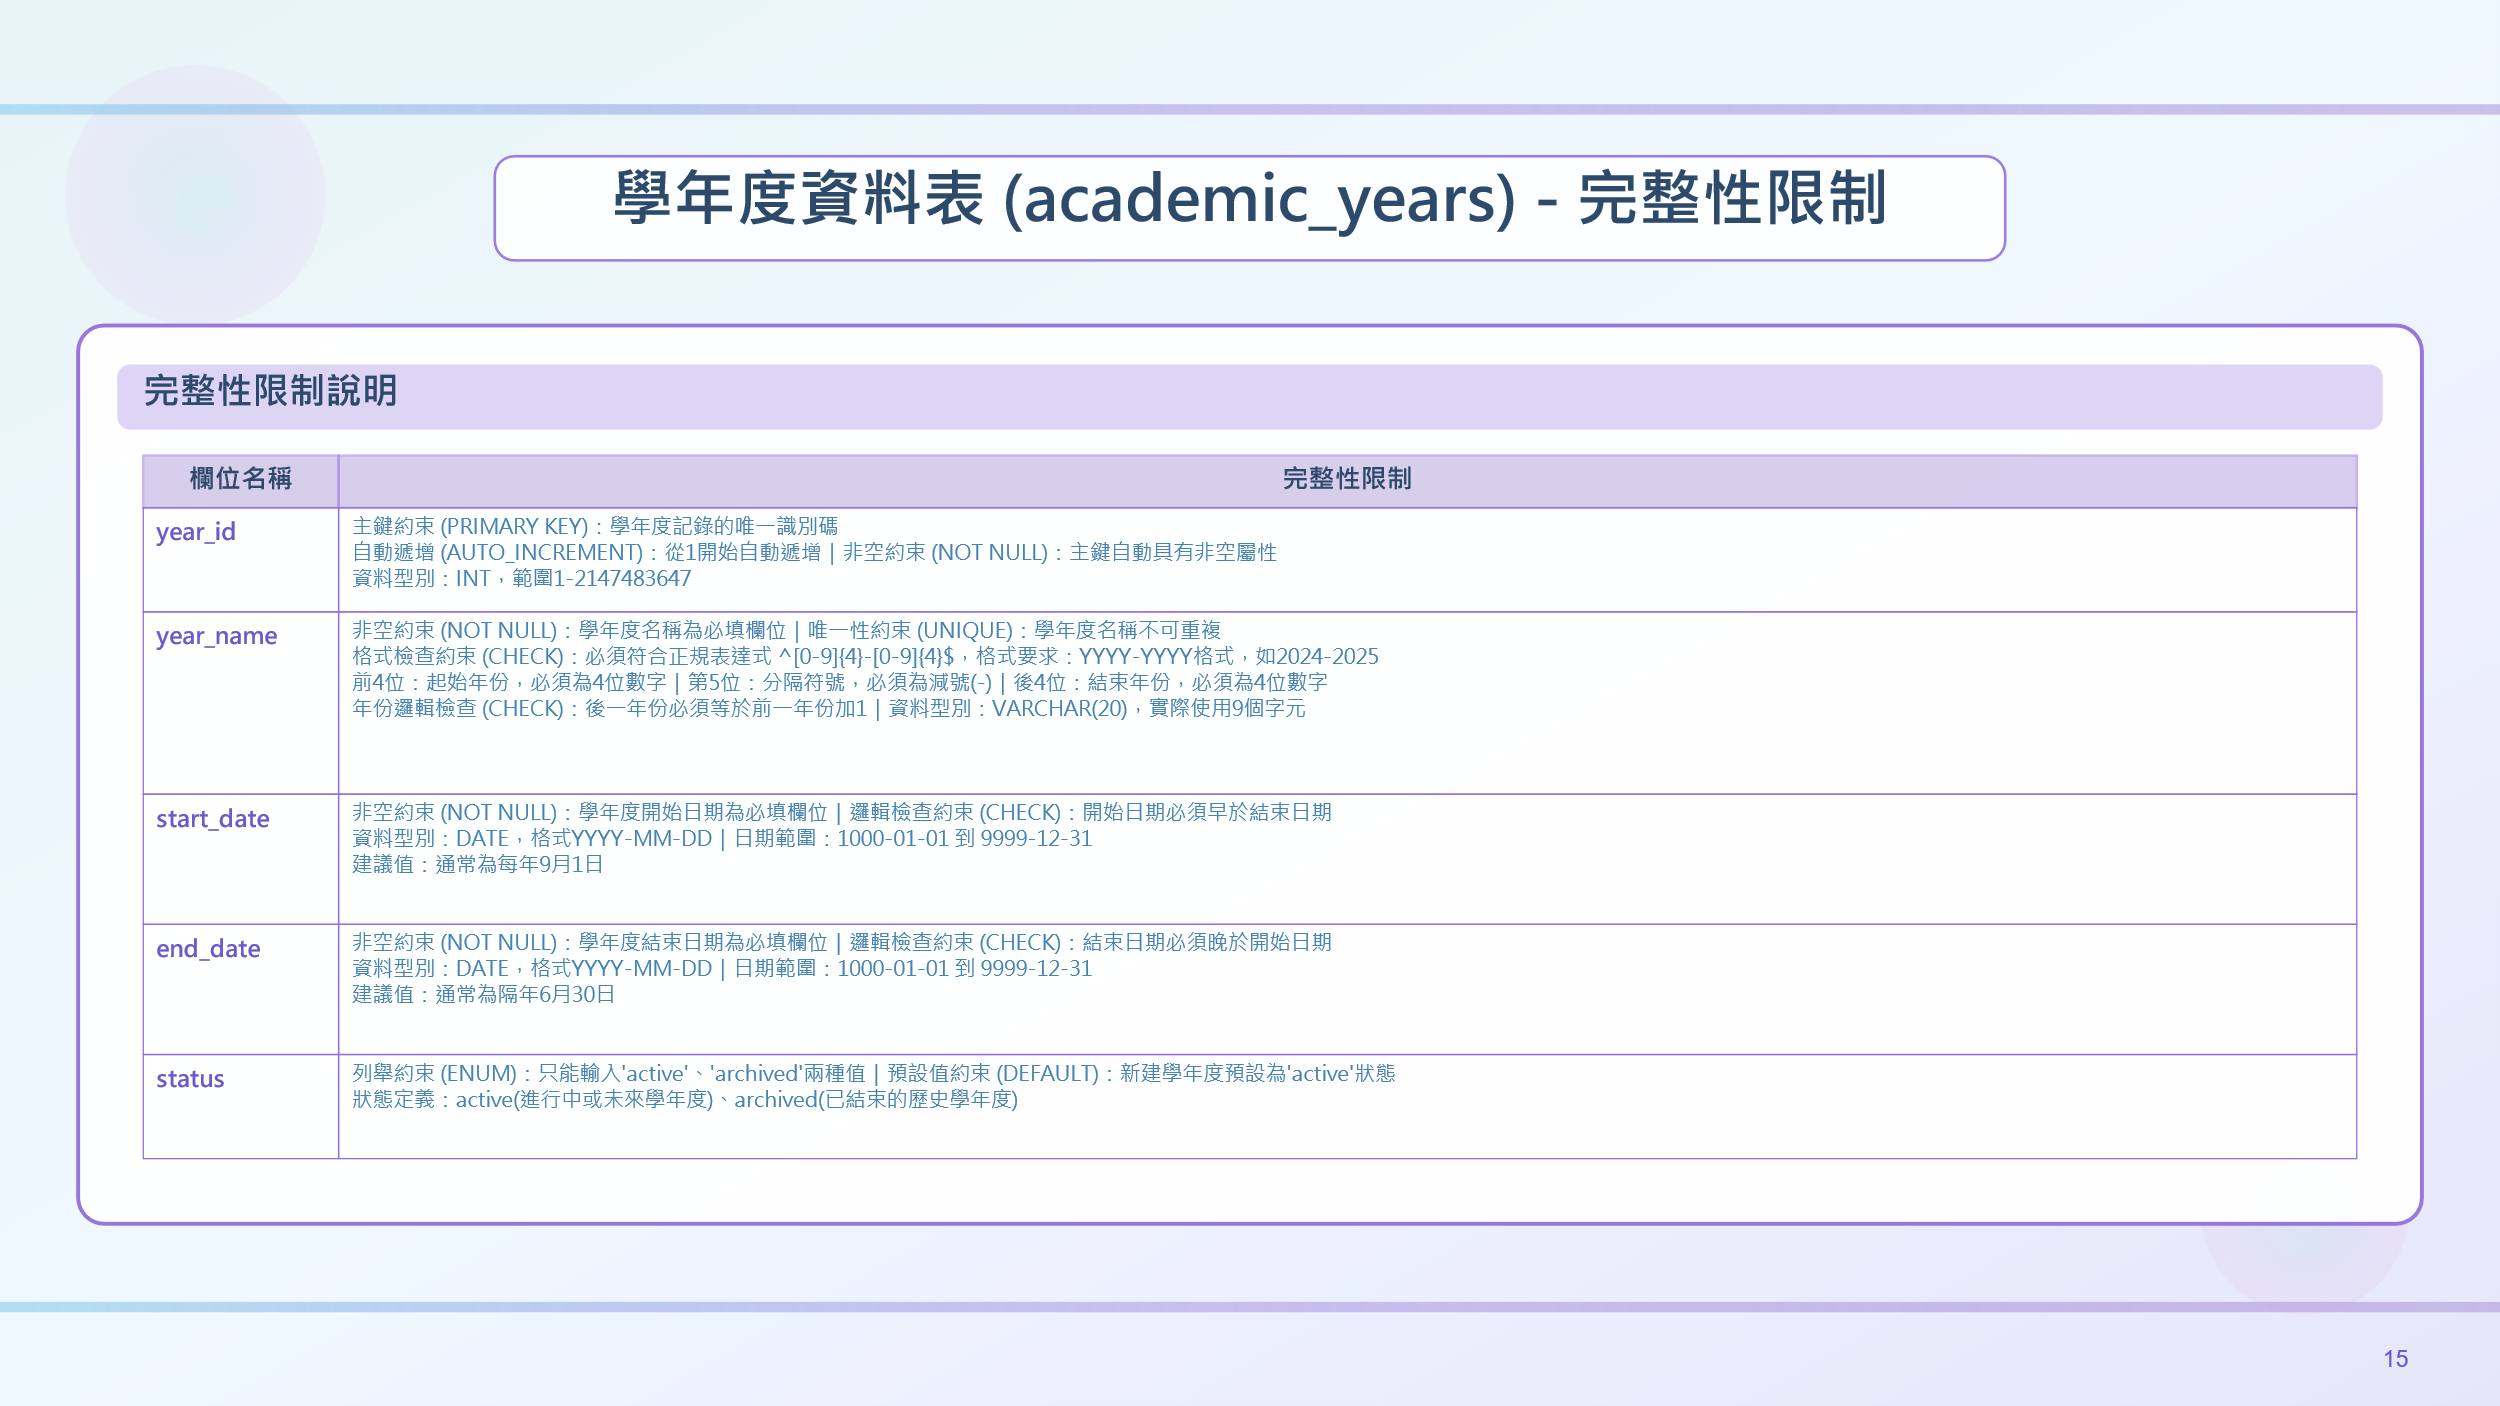 學年度資料表 (academic_years) - 完整性限制
完整性限制說明
欄位名稱 完整性限制
year_id
主鍵約束 (PRIMARY KEY)：學年度記錄的唯一識別碼
自動遞增 (AUTO_INCREMENT)：從1開始自動遞增 | 非空約束 (NOT NULL)：主鍵自動具有非空屬性
資料型別：INT，範圍1-2147483647
year_name
非空約束 (NOT NULL)：學年度名稱為必填欄位 | 唯一性約束 (UNIQUE)：學年度名稱不可重複
格式檢查約束 (CHECK)：必須符合正規表達式 ^[0-9]{4}-[0-9]{4}$，格式要求：YYYY-YYYY格式，如2024-2025
前4位：起始年份，必須為4位數字 | 第5位：分隔符號，必須為減號(-) | 後4位：結束年份，必須為4位數字
年份邏輯檢查 (CHECK)：後一年份必須等於前一年份加1 | 資料型別：VARCHAR(20)，實際使用9個字元
start_date
非空約束 (NOT NULL)：學年度開始日期為必填欄位 | 邏輯檢查約束 (CHECK)：開始日期必須早於結束日期
資料型別：DATE，格式YYYY-MM-DD | 日期範圍：1000-01-01 到 9999-12-31
建議值：通常為每年9月1日
end_date
非空約束 (NOT NULL)：學年度結束日期為必填欄位 | 邏輯檢查約束 (CHECK)：結束日期必須晚於開始日期
資料型別：DATE，格式YYYY-MM-DD | 日期範圍：1000-01-01 到 9999-12-31
建議值：通常為隔年6月30日
status
列舉約束 (ENUM)：只能輸入'active'、'archived'兩種值 | 預設值約束 (DEFAULT)：新建學年度預設為'active'狀態
狀態定義：active(進行中或未來學年度)、archived(已結束的歷史學年度)
15